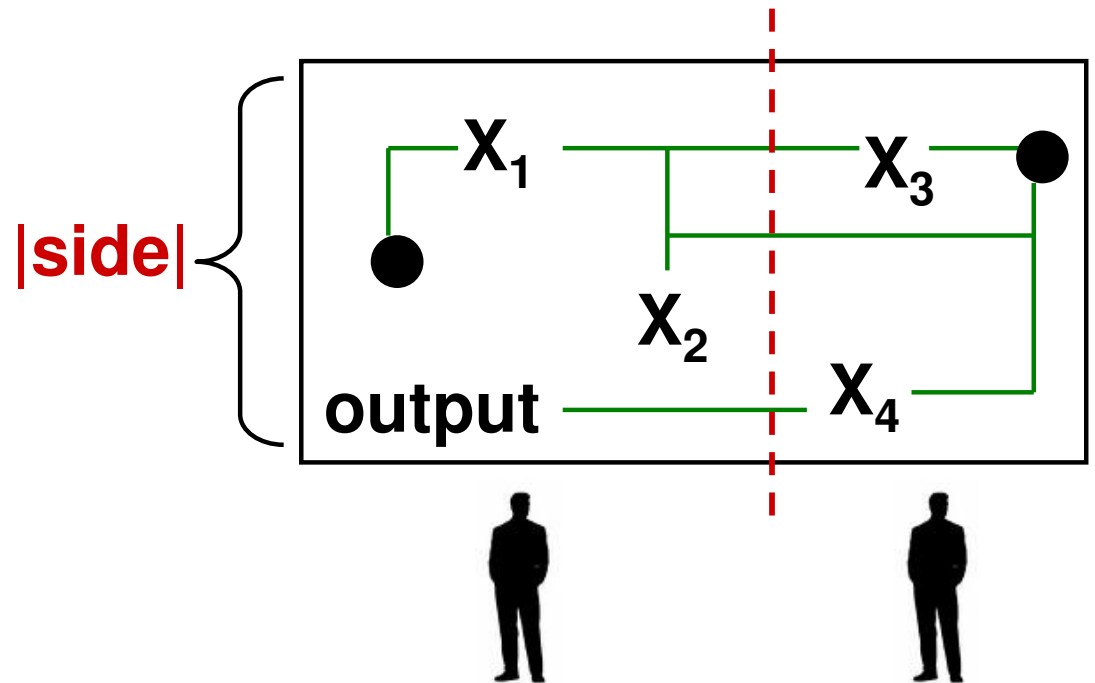 X₁
X₃
|side|
X₂
X₄
output